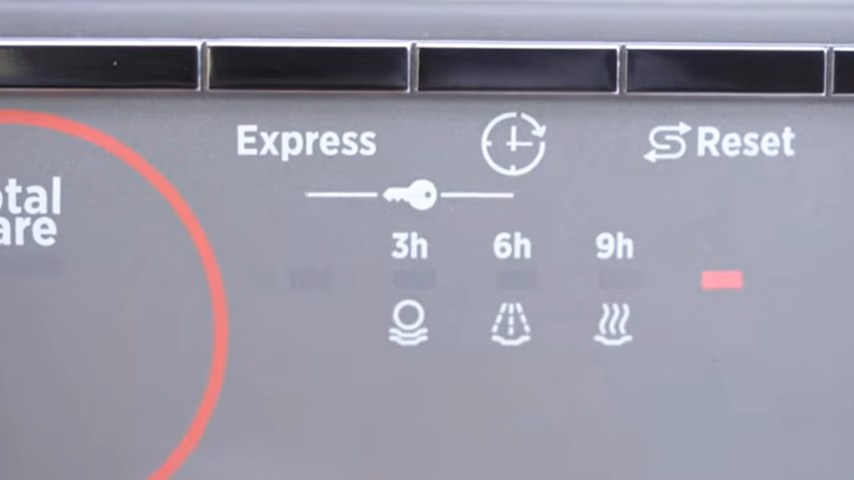 Express
Reset
otal
are
3h 6h 9h